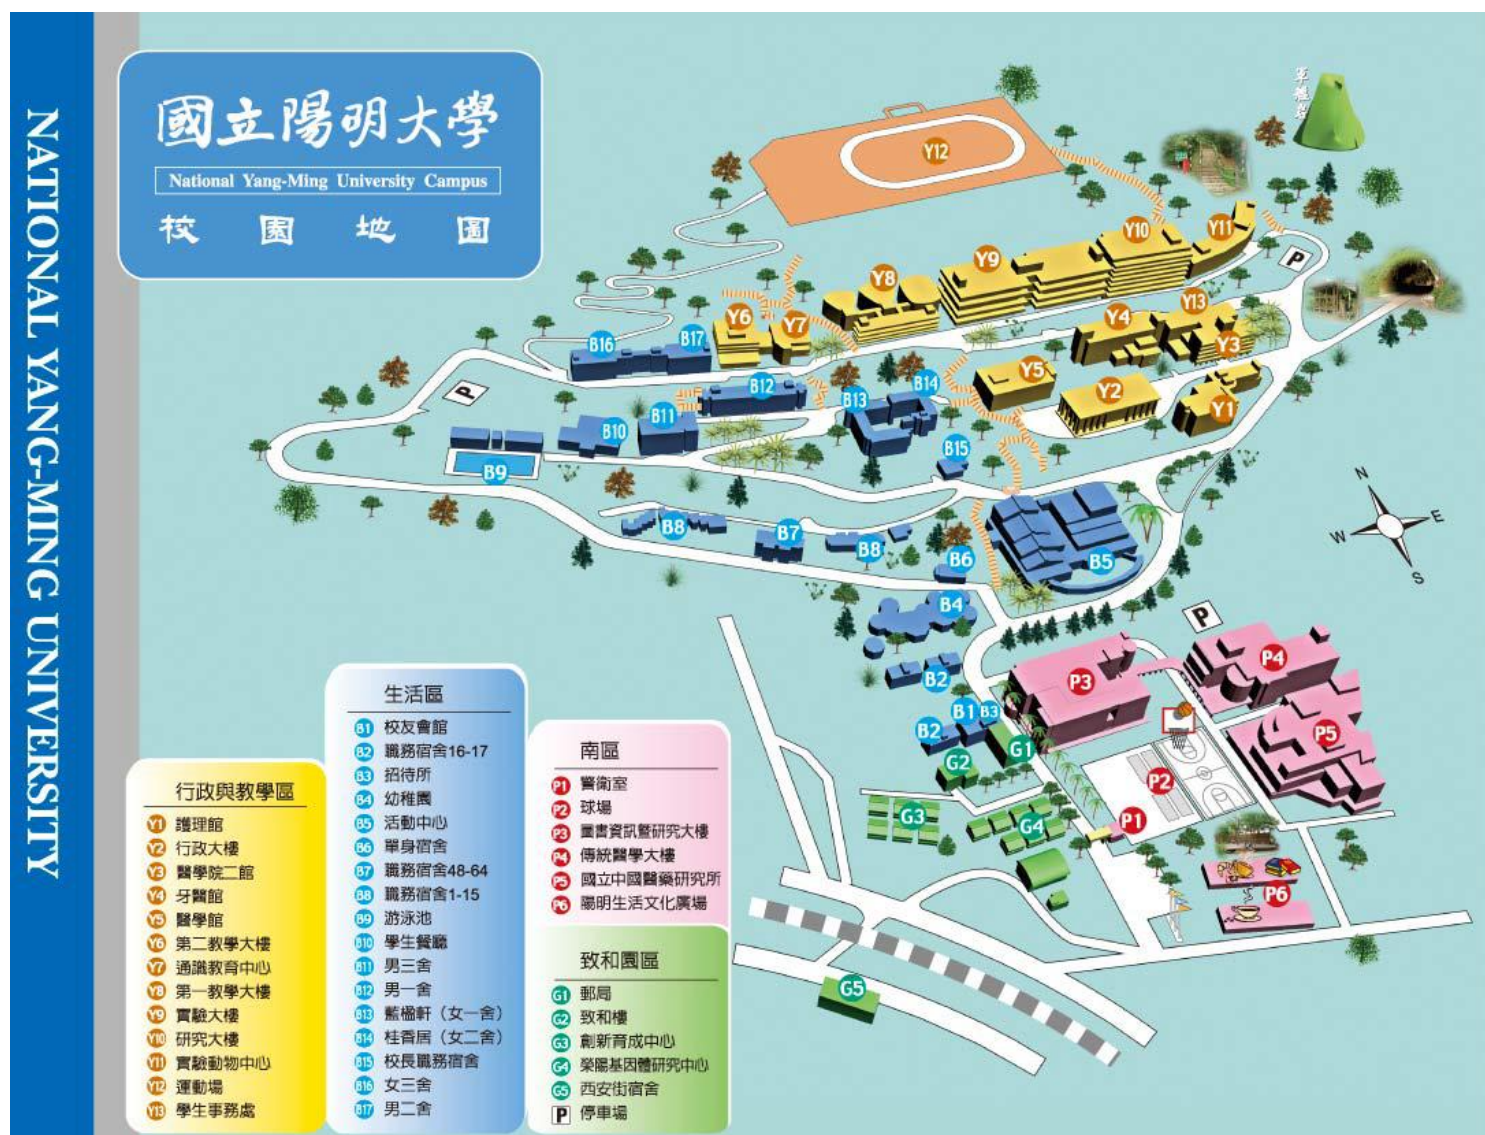 NATIONAL YANG-MING UNIVERSITY
國立陽明大學
National Yang-Ming University Campus
校園地圖
軍艦岩
Y12
Y11
Y10
Y9
Y8
Y13
Y4
Y3
Y6
Y7
Y5
Y2
Y1
P
P
P
B16
B17
B12
B14
B13
B11
B10
B15
B9
B8
B7
B8
B6
B5
B4
B2
B1
B3
B2
G1
G2
G3
G4
G5
P3
P4
P5
P2
P1
P6
N
E
W
S
行政與教學區
Y1 護理館
Y2 行政大樓
Y3 醫學院二館
Y4 牙醫館
Y5 醫學館
Y6 第二教學大樓
Y7 通識教育中心
Y8 第一教學大樓
Y9 實驗大樓
Y10 研究大樓
Y11 實驗動物中心
Y12 運動場
Y13 學生事務處
生活區
B1 校友會館
B2 職務宿舍16-17
B3 招待所
B4 幼稚園
B5 活動中心
B6 單身宿舍
B7 職務宿舍48-64
B8 職務宿舍1-15
B9 游泳池
B10 學生餐廳
B11 男三舍
B12 男一舍
B13 藍楹軒（女一舍）
B14 桂香居（女二舍）
B15 校長職務宿舍
B16 女三舍
B17 男二舍
南區
P1 警衛室
P2 球場
P3 圖書資訊暨研究大樓
P4 傳統醫學大樓
P5 國立中國醫藥研究所
P6 陽明生活文化廣場
致和園區
G1 郵局
G2 致和樓
G3 創新育成中心
G4 榮陽基因體研究中心
G5 西安街宿舍
P 停車場